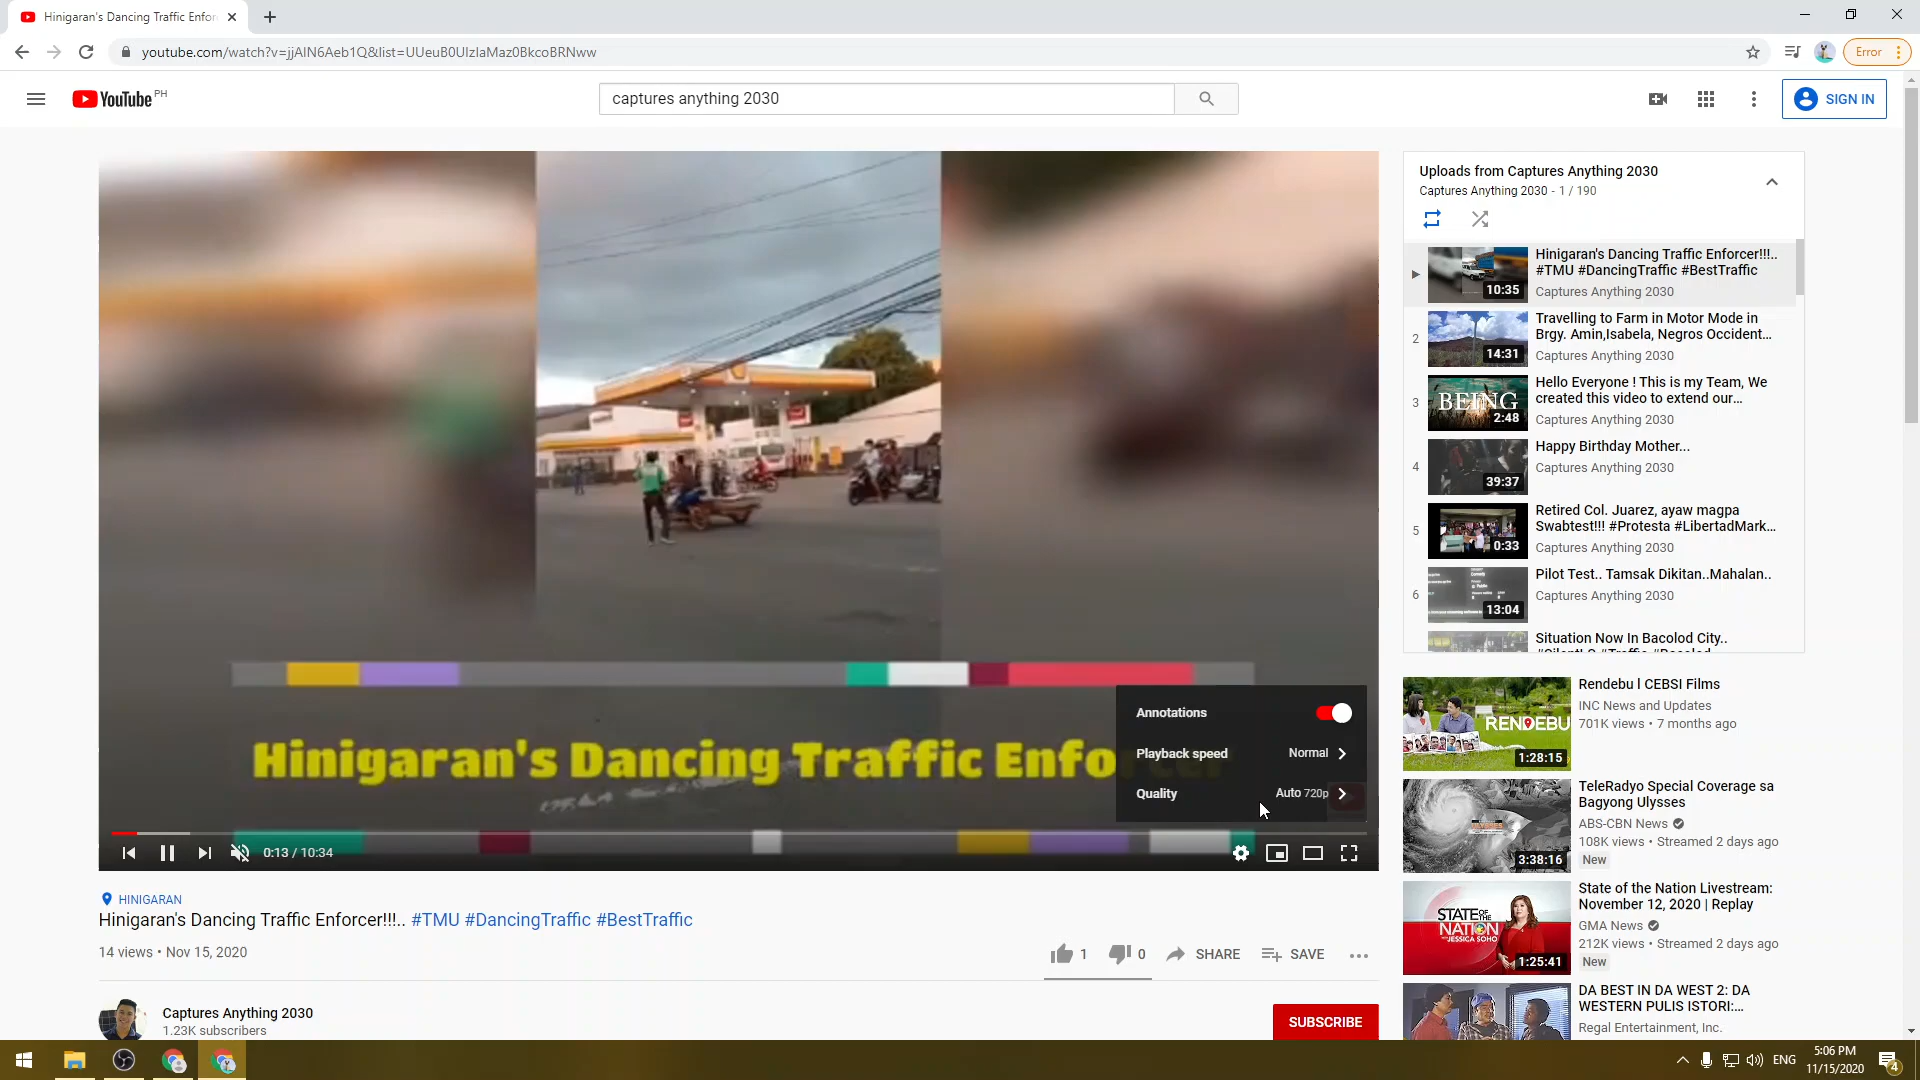 Hinigaran's Dancing Traffic Enfor
youtube.com/watch?v=jjAIN6Aeb1Q&list=UUeuB0UIzIaMaz0BkcoBRNww
Error
YouTube PH
captures anything 2030
SIGN IN
Hinigaran's Dancing Traffic Enfo
Annotations
Playback speed Normal
Quality Auto 720p
0:13 / 10:34
HINIGARAN
Hinigaran's Dancing Traffic Enforcer!!!.. #TMU #DancingTraffic #BestTraffic
14 views • Nov 15, 2020
1 0 SHARE SAVE
Captures Anything 2030
1.23K subscribers
SUBSCRIBE
Uploads from Captures Anything 2030
Captures Anything 2030 - 1 / 190
10:35
Hinigaran's Dancing Traffic Enforcer!!!..
#TMU #DancingTraffic #BestTraffic
Captures Anything 2030
2
14:31
Travelling to Farm in Motor Mode in
Brgy. Amin,Isabela, Negros Occident...
Captures Anything 2030
3
BEING
2:48
Hello Everyone ! This is my Team, We
created this video to extend our...
Captures Anything 2030
4
39:37
Happy Birthday Mother...
Captures Anything 2030
5
0:33
Retired Col. Juarez, ayaw magpa
Swabtest!!! #Protesta #LibertadMark...
Captures Anything 2030
6
13:04
Pilot Test.. Tamsak Dikitan..Mahalan..
Captures Anything 2030
Situation Now In Bacolod City..
RENDEBU
1:28:15
Rendebu l CEBSI Films
INC News and Updates
701K views • 7 months ago
3:38:16
TeleRadyo Special Coverage sa
Bagyong Ulysses
ABS-CBN News
108K views • Streamed 2 days ago
New
STATE OF THE
NATION
WITH JESSICA SOHO
1:25:41
State of the Nation Livestream:
November 12, 2020 | Replay
GMA News
212K views • Streamed 2 days ago
New
DA BEST IN DA WEST 2: DA
WESTERN PULIS ISTORI:...
Regal Entertainment, Inc.
ENG
5:06 PM
11/15/2020
4